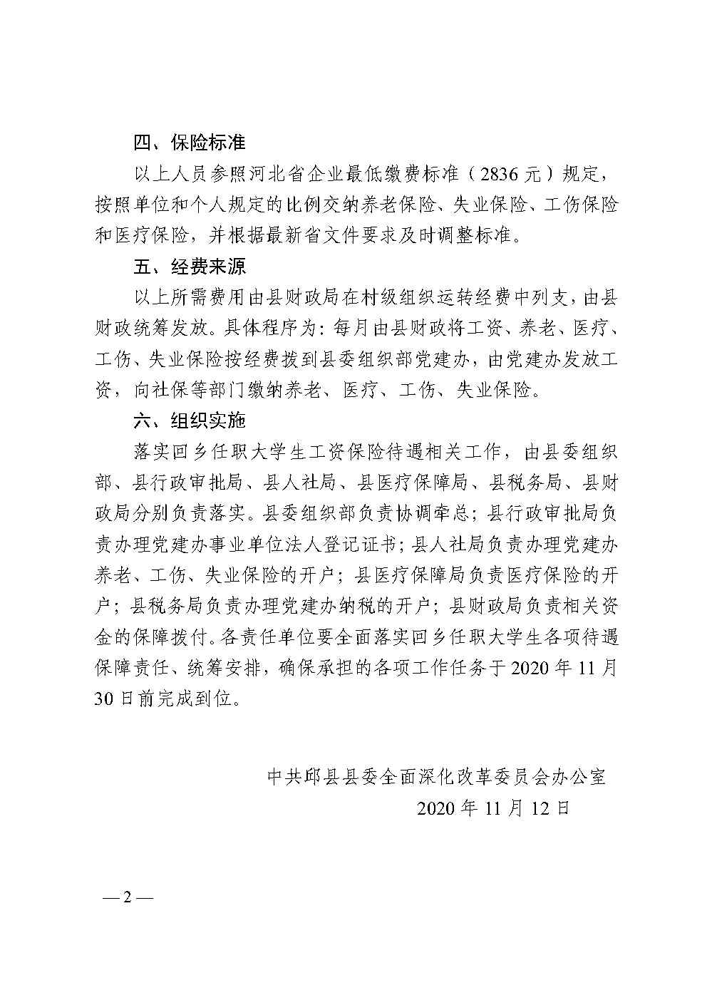 四、保险标准
以上人员参照河北省企业最低缴费标准（2836 元）规定，
按照单位和个人规定的比例交纳养老保险、失业保险、工伤保险
和医疗保险，并根据最新省文件要求及时调整标准。
五、经费来源
以上所需费用由县财政局在村级组织运转经费中列支，由县
财政统筹发放。具体程序为：每月由县财政将工资、养老、医疗、
工伤、失业保险按经费拨到县委组织部党建办，由党建办发放工
资，向社保等部门缴纳养老、医疗、工伤、失业保险。
六、组织实施
落实回乡任职大学生工资保险待遇相关工作，由县委组织
部、县行政审批局、县人社局、县医疗保障局、县税务局、县财
政局分别负责落实。县委组织部负责协调牵总；县行政审批局负
责办理党建办事业单位法人登记证书；县人社局负责办理党建办
养老、工伤、失业保险的开户；县医疗保障局负责医疗保险的开
户；县税务局负责办理党建办纳税的开户；县财政局负责相关资
金的保障拨付。各责任单位要全面落实回乡任职大学生各项待遇
保障责任、统筹安排，确保承担的各项工作任务于 2020 年 11 月
30 日前完成到位。
中共邱县县委全面深化改革委员会办公室
2020 年 11 月 12 日
— 2 —